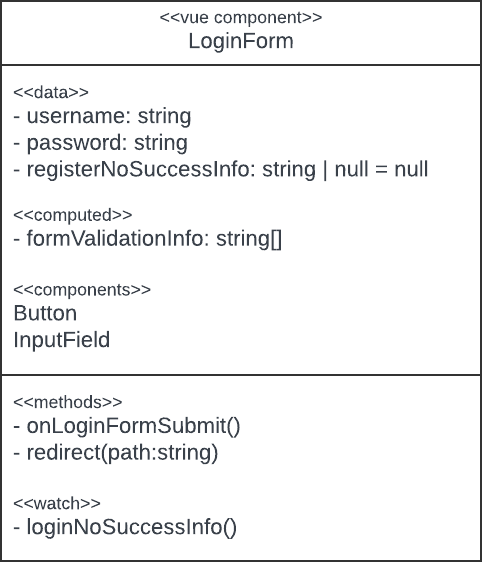 <<vue component>>
LoginForm
<<data>>
- username: string
- password: string
- registerNoSuccessInfo: string | null = null
<<computed>>
- formValidationInfo: string[]
<<components>>
Button
InputField
<<methods>>
- onLoginFormSubmit()
- redirect(path:string)
<<watch>>
- loginNoSuccessInfo()